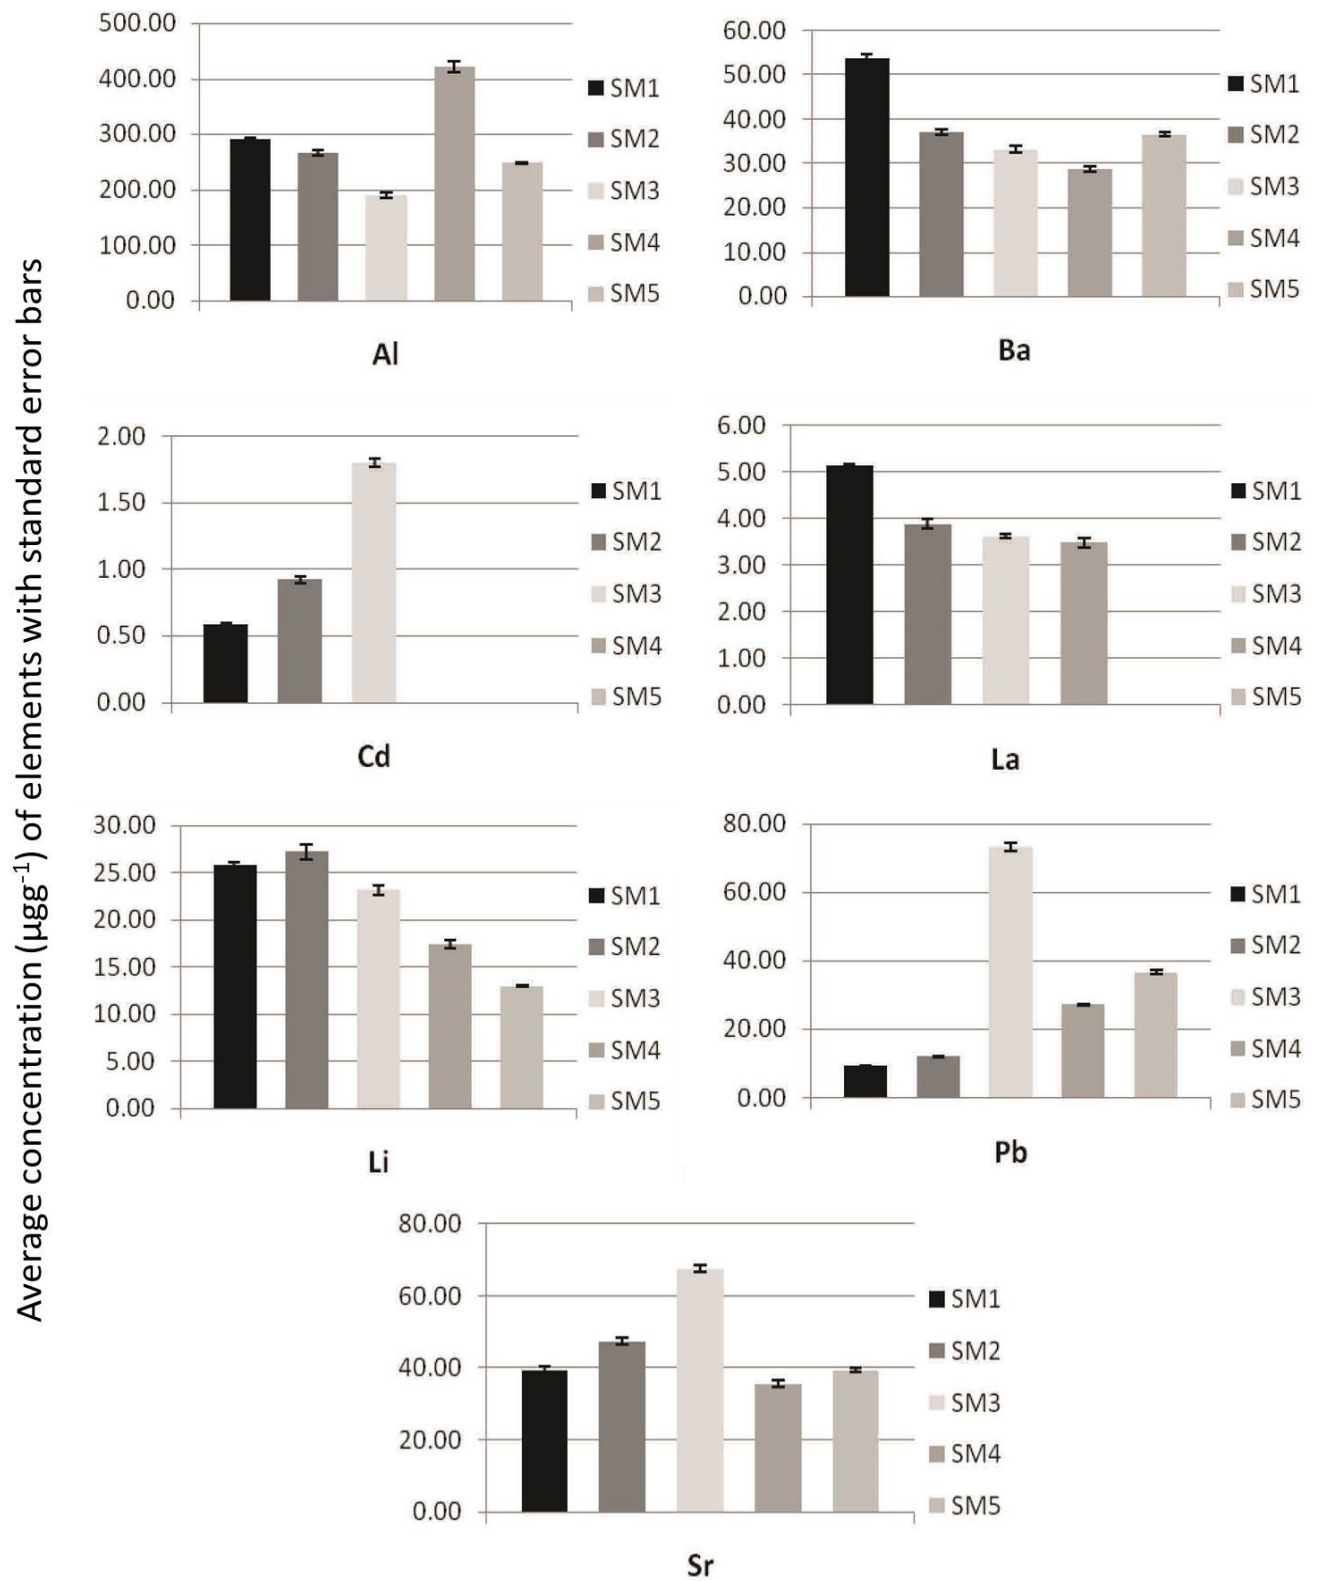 Average concentration (µgg-1) of elements with standard error bars
500.00
400.00
300.00
200.00
100.00
0.00
SM1
SM2
SM3
SM4
SM5
Al
60.00
50.00
40.00
30.00
20.00
10.00
0.00
SM1
SM2
SM3
SM4
SM5
Ba
2.00
1.50
1.00
0.50
0.00
SM1
SM2
SM3
SM4
SM5
Cd
6.00
5.00
4.00
3.00
2.00
1.00
0.00
SM1
SM2
SM3
SM4
SM5
La
30.00
25.00
20.00
15.00
10.00
5.00
0.00
SM1
SM2
SM3
SM4
SM5
Li
80.00
60.00
40.00
20.00
0.00
SM1
SM2
SM3
SM4
SM5
Pb
80.00
60.00
40.00
20.00
0.00
SM1
SM2
SM3
SM4
SM5
Sr